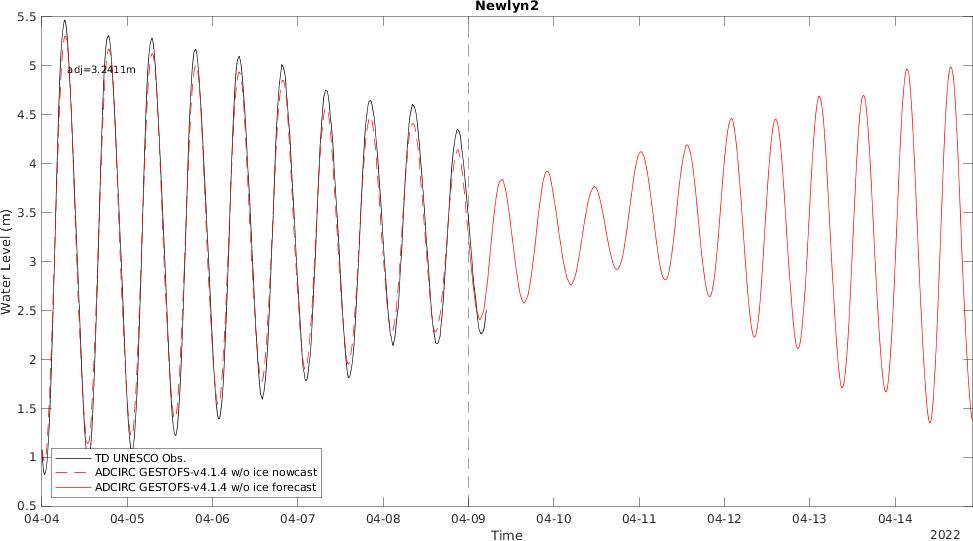 Newlyn2
5.5
5
4.5
4
3.5
3
2.5
2
1.5
1
0.5
Water Level (m)
adj=3.2411m
TD UNESCO Obs.
ADCIRC GESTOFS-v4.1.4 w/o ice nowcast
ADCIRC GESTOFS-v4.1.4 w/o ice forecast
04-04 04-05 04-06 04-07 04-08 04-09 04-10 04-11 04-12 04-13 04-14
Time
2022